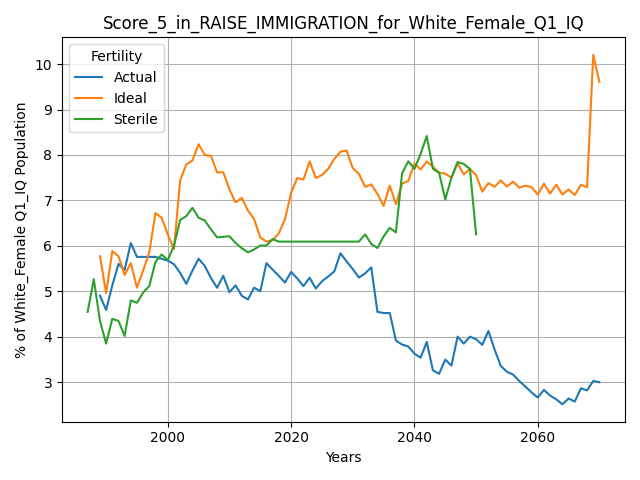 Score_5_in_RAISE_IMMIGRATION_for_White_Female_Q1_IQ
Fertility
Actual
Ideal
Sterile
% of White_Female Q1_IQ Population
10
9
8
7
6
5
4
3
2000
2020
2040
2060
Years